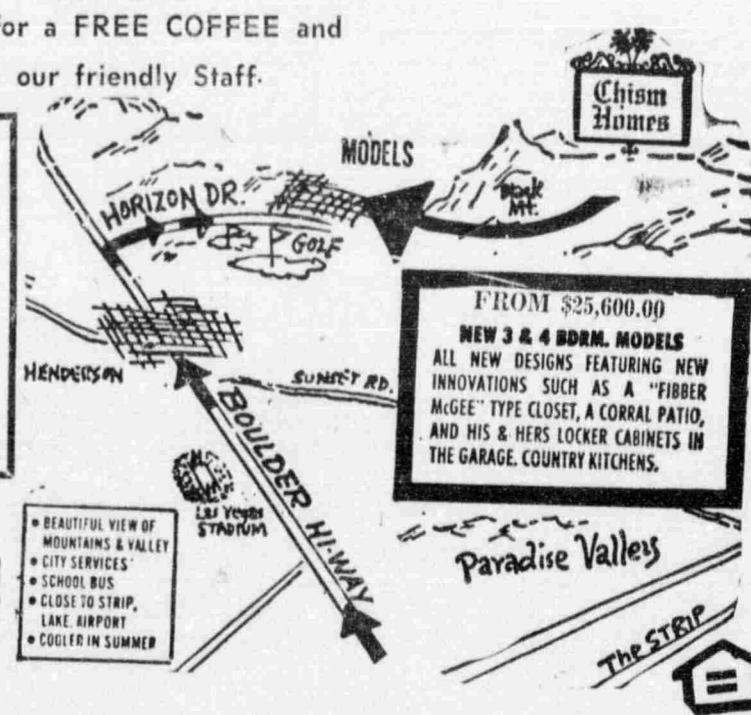 for a FREE COFFEE and
our friendly Staff.
Chism
Homes
MODELS
Black
Mt.
HORIZON DR.
GOLF
FROM $25,600.00
NEW 3 & 4 BDRM. MODELS
ALL NEW DESIGNS FEATURING NEW
INNOVATIONS SUCH AS A "FIBBER
McGEE" TYPE CLOSET, A CORRAL PATIO,
AND HIS & HERS LOCKER CABINETS IN
THE GARAGE. COUNTRY KITCHENS.
HENDERSON
SUNSET RD.
BOULDER HI-WAY
Las Vegas
STADIUM
• BEAUTIFUL VIEW OF
MOUNTAINS & VALLEY
• CITY SERVICES
• SCHOOL BUS
• CLOSE TO STRIP,
LAKE, AIRPORT
• COOLER IN SUMMER
Paradise Valley
The STRIP